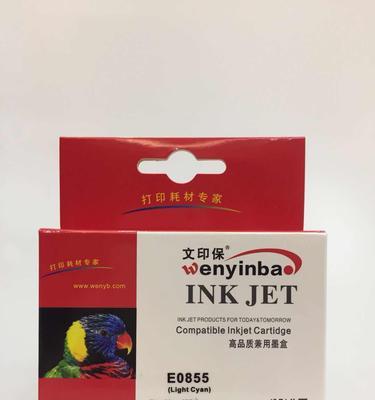 打印耗材专家
打印耗材专家
www.wenyb.com
文印保®
wenyinbao
INK JET
INK JET PRODUCTS FOR TODAY&TOMORROW
Compatible Inkjet Cartidge
高品质兼用墨盒
E0855
(Light Cyan)